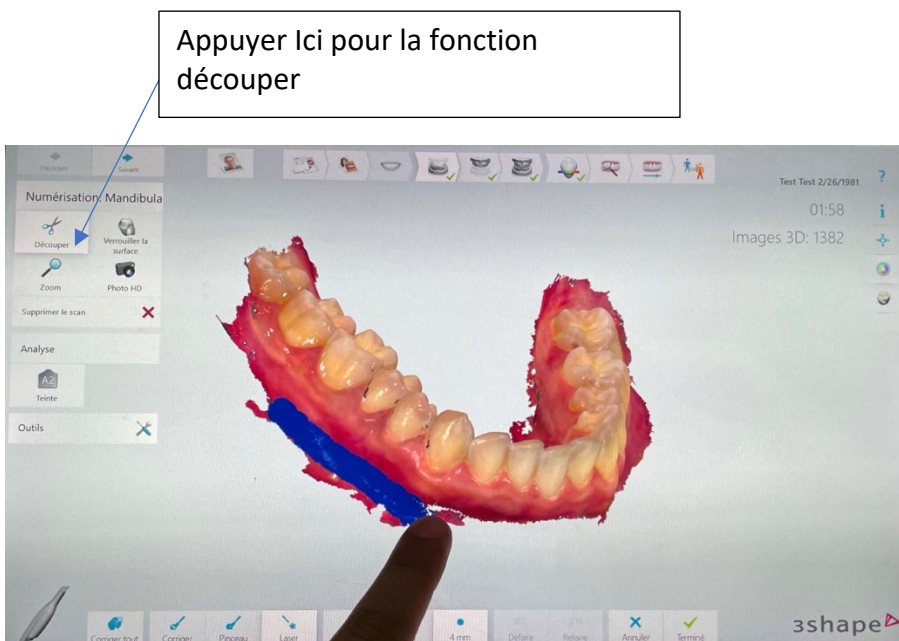 Appuyer Ici pour la fonction
découper
Précédent
Suivant
Test Test 2/26/1981
?
Numérisation: Mandibula
01:58
i
Images 3D: 1382
Découper
Verrouiller la
surface
Zoom
Photo HD
Supprimer le scan
Analyse
A2
Teinte
Outils
Corriger tout
Corriger
Pinceau
Laser
4 mm
Défaire
Refaire
Annuler
Terminé
3shape